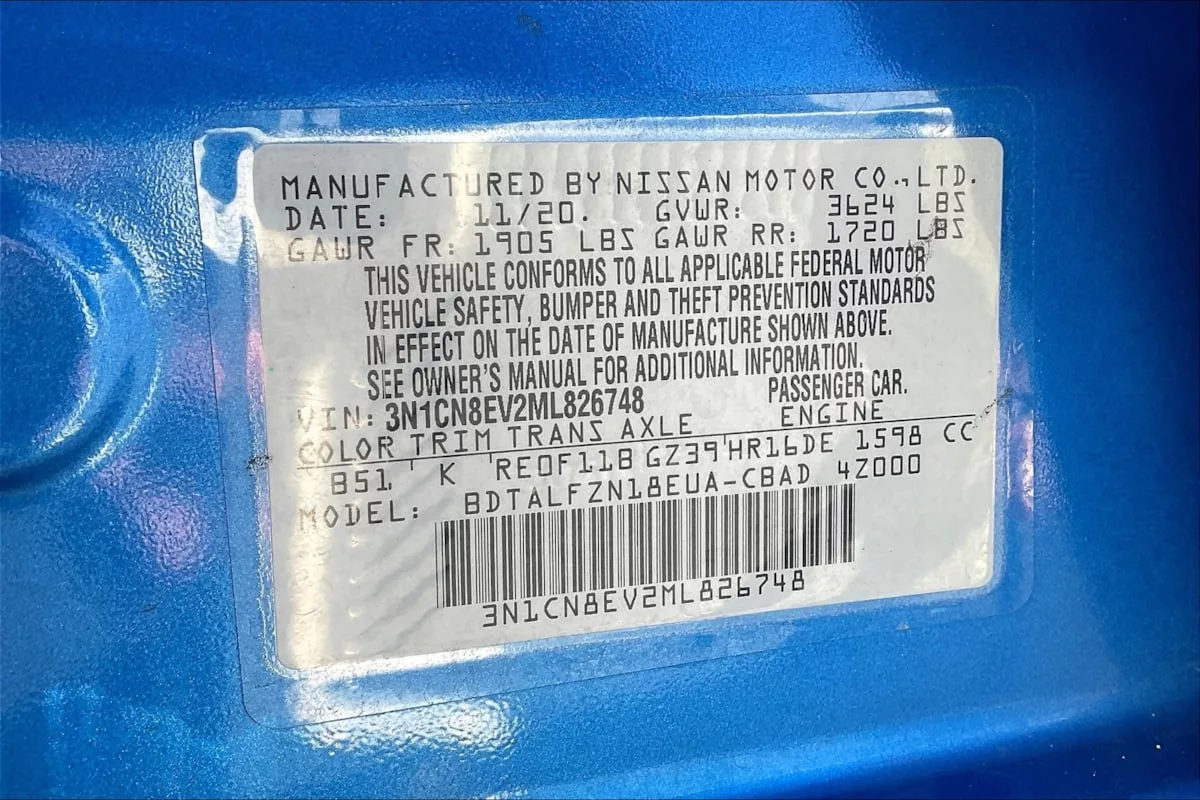 MANUFACTURED BY NISSAN MOTOR CO., LTD.
DATE: 11/20. GVWR: 3624 LBS
GAWR FR: 1905 LBS GAWR RR: 1720 LBS
THIS VEHICLE CONFORMS TO ALL APPLICABLE FEDERAL MOTOR
VEHICLE SAFETY, BUMPER AND THEFT PREVENTION STANDARDS
IN EFFECT ON THE DATE OF MANUFACTURE SHOWN ABOVE.
SEE OWNER'S MANUAL FOR ADDITIONAL INFORMATION.
VIN: 3N1CN8EV2ML826748 PASSENGER CAR.
COLOR TRIM TRANS AXLE ENGINE
B51 K RE0F11B GZ39 HR16DE 1598 CC
MODEL: BDTALFZN18EUA-CBAD 4Z000
3N1CN8EV2ML826748